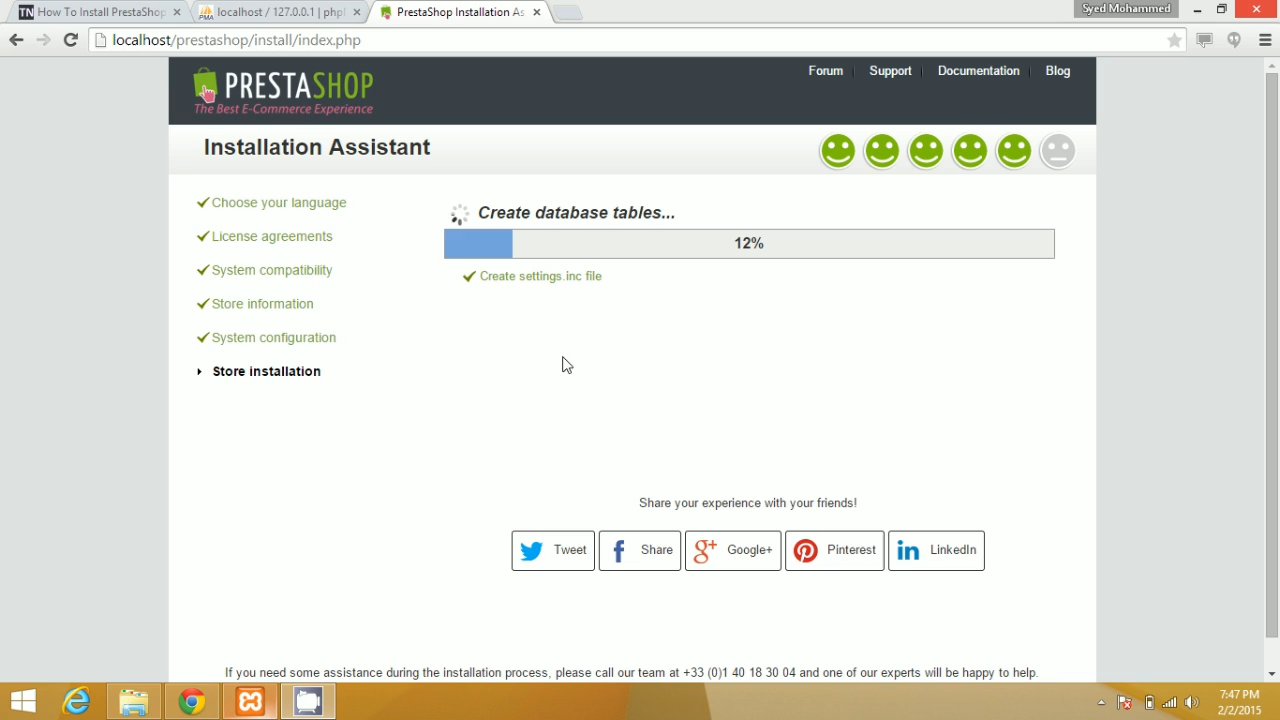 TN How To Install PrestaShop
PMA localhost / 127.0.0.1 | php
PrestaShop Installation As
Syed Mohammed
localhost/prestashop/install/index.php
PRESTASHOP
The Best E-Commerce Experience
Forum Support Documentation Blog
Installation Assistant
Choose your language
License agreements
System compatibility
Store information
System configuration
Store installation
Create database tables...
12%
Create settings.inc file
Share your experience with your friends!
Tweet Share Google+ Pinterest LinkedIn
If you need some assistance during the installation process, please call our team at +33 (0)1 40 18 30 04 and one of our experts will be happy to help.
7:47 PM
2/2/2015